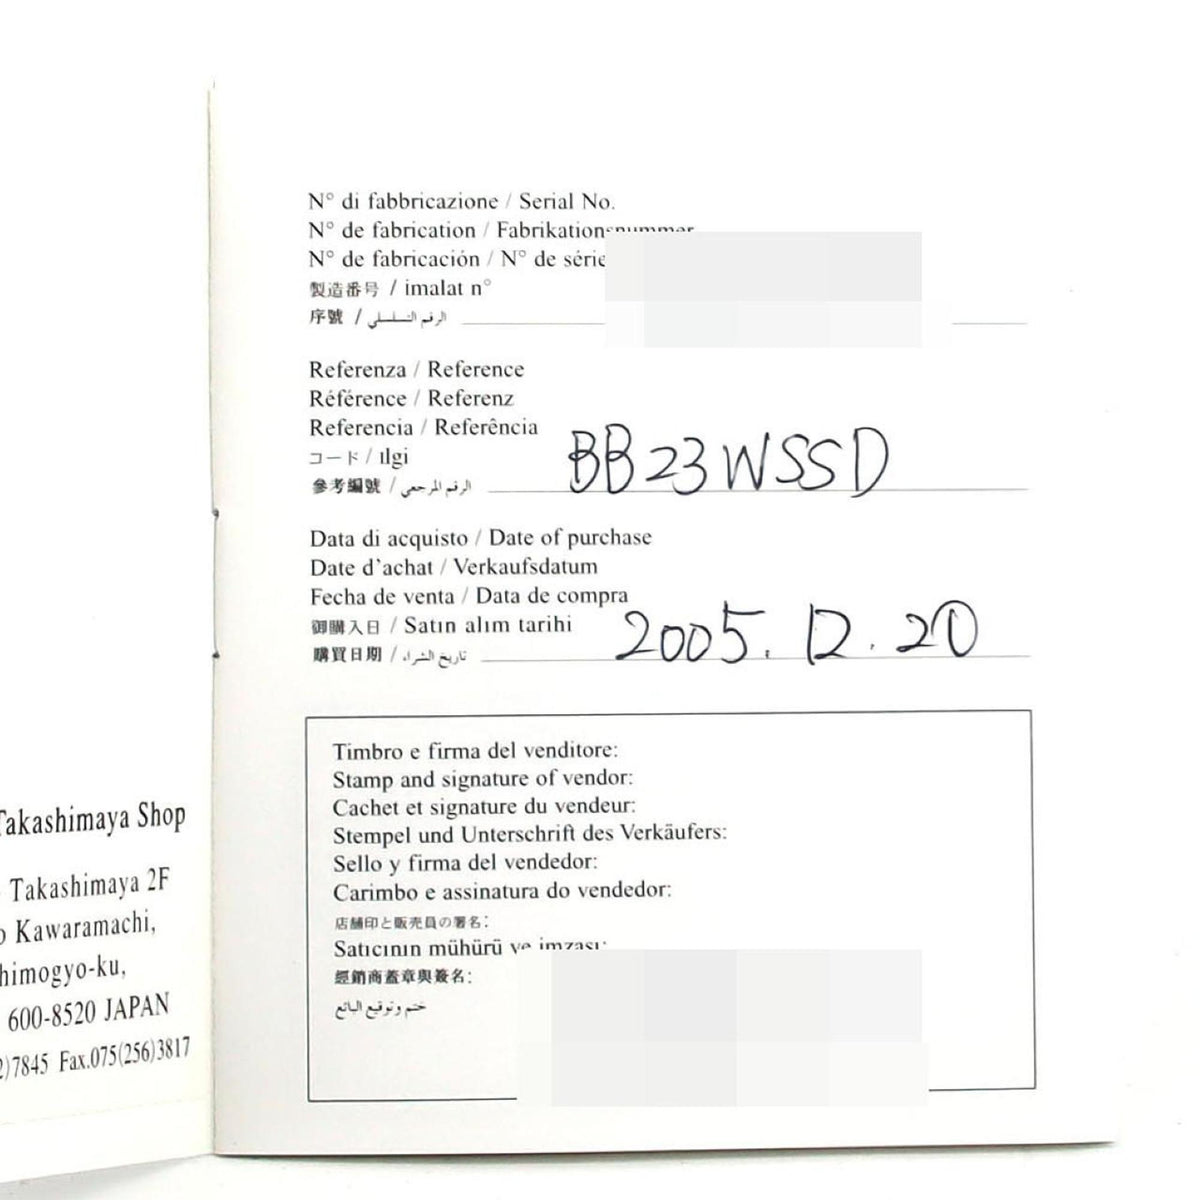 Takashimaya Shop
Takashimaya 2F
Kawaramachi,
himogyo-ku,
600-8520 JAPAN
)7845 Fax.075(256)3817
N° di fabbricazione / Serial No.
N° de fabrication / Fabrikationsnummer
N° de fabricación / N° de série
製造番号 / imalat n°
序號 / الرقم التسلسلي
Referenza / Reference
Référence / Referenz
Referencia / Referência
コード / ılgi
參考編號 / الرقم المرجعي
BB23WSSD
Data di acquisto / Date of purchase
Date d'achat / Verkaufsdatum
Fecha de venta / Data de compra
御購入日 / Satın alım tarihi
購買日期 / تاريخ الشراء
2005.12.20
Timbro e firma del venditore:
Stamp and signature of vendor:
Cachet et signature du vendeur:
Stempel und Unterschrift des Verkäufers:
Sello y firma del vendedor:
Carimbo e assinatura do vendedor:
店舗印と販売員の署名:
Satıcının mühürü ve imzası:
經銷商蓋章與簽名:
ختم وتوقيع البائع